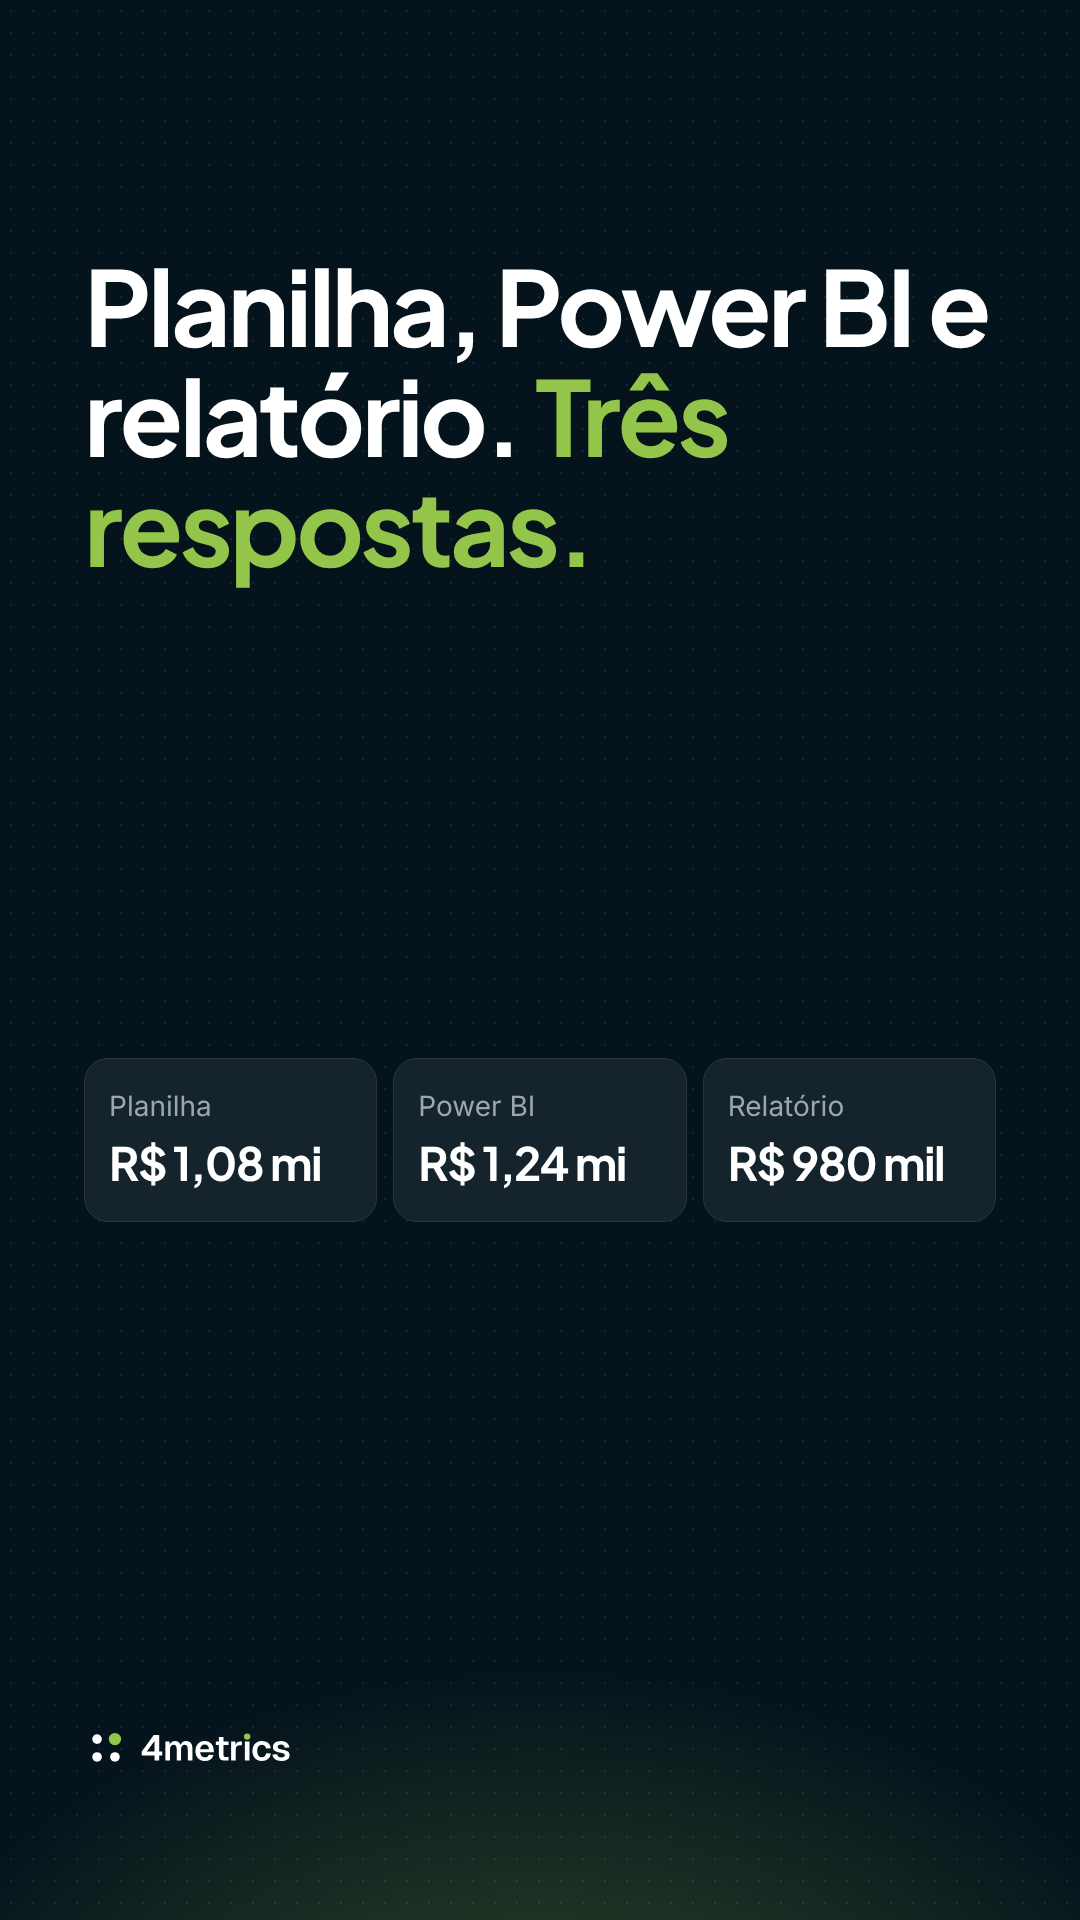 Planilha, Power BI e
relatório. Três
respostas.
Planilha
R$ 1,08 mi
Power BI
R$ 1,24 mi
Relatório
R$ 980 mil
4metrics